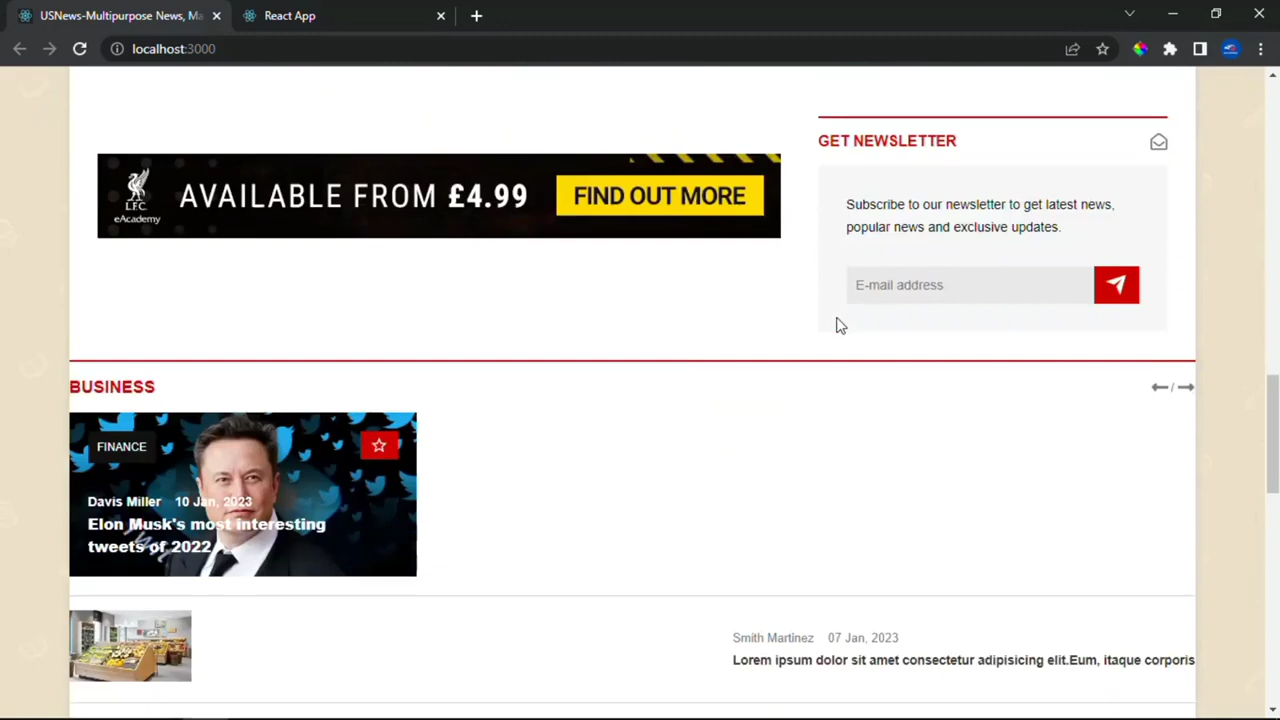 USNews-Multipurpose News, Ma
React App
localhost:3000
GET NEWSLETTER
L.F.C.
eAcademy
AVAILABLE FROM £4.99
FIND OUT MORE
Subscribe to our newsletter to get latest news,
popular news and exclusive updates.
E-mail address
BUSINESS
/
FINANCE
Davis Miller 10 Jan, 2023
Elon Musk's most interesting
tweets of 2022
Smith Martinez 07 Jan, 2023
Lorem ipsum dolor sit amet consectetur adipisicing elit.Eum, itaque corporis